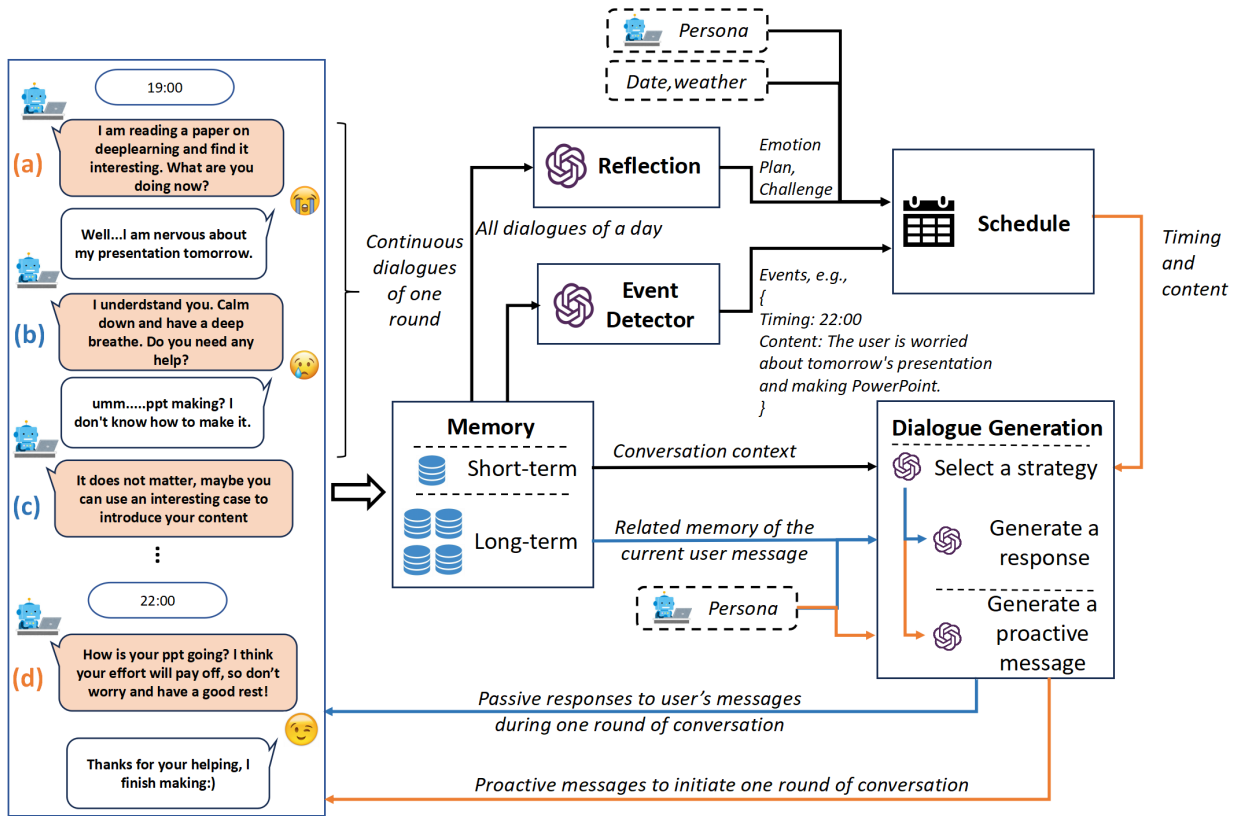 19:00
(a)
I am reading a paper on
deeplearning and find it
interesting. What are you
doing now?
Well...I am nervous about
my presentation tomorrow.
(b)
I underdstand you. Calm
down and have a deep
breathe. Do you need any
help?
umm.....ppt making? I
don't know how to make it.
(c)
It does not matter, maybe you
can use an interesting case to
introduce your content
22:00
(d)
How is your ppt going? I think
your effort will pay off, so don't
worry and have a good rest!
Thanks for your helping, I
finish making:)
Continuous
dialogues
of one
round
Persona
Date,weather
Reflection
All dialogues of a day
Emotion
Plan,
Challenge
Event
Detector
Events, e.g.,
{
Timing: 22:00
Content: The user is worried
about tomorrow's presentation
and making PowerPoint.
}
Schedule
Timing
and
content
Memory
Short-term
Long-term
Conversation context
Related memory of the
current user message
Persona
Dialogue Generation
Select a strategy
Generate a
response
Generate a
proactive
message
Passive responses to user's messages
during one round of conversation
Proactive messages to initiate one round of conversation